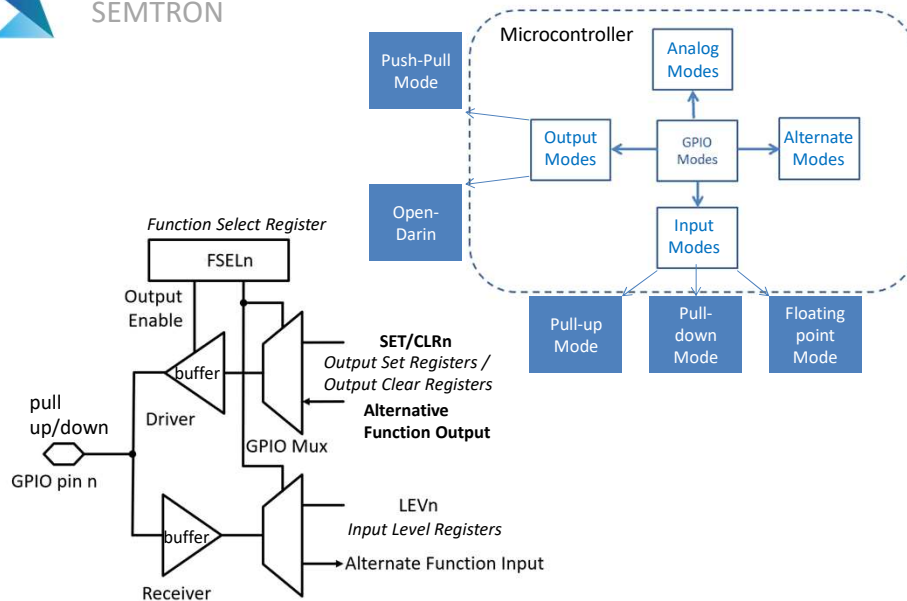 SEMTRON
Microcontroller
Push-Pull
Mode
Analog
Modes
Output
Modes
GPIO
Modes
Alternate
Modes
Open-
Darin
Input
Modes
Pull-up
Mode
Pull-
down
Mode
Floating
point
Mode
Function Select Register
FSELn
Output
Enable
buffer
Driver
GPIO Mux
SET/CLRn
Output Set Registers /
Output Clear Registers
Alternative
Function Output
pull
up/down
GPIO pin n
buffer
Receiver
LEVn
Input Level Registers
Alternate Function Input